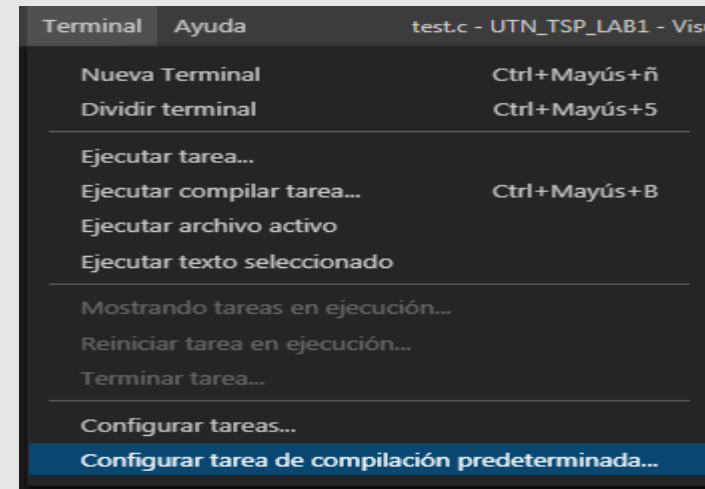 Terminal Ayuda test.c - UTN_TSP_LAB1 - Vis
Nueva Terminal Ctrl+Mayús+ñ
Dividir terminal Ctrl+Mayús+5
Ejecutar tarea...
Ejecutar compilar tarea... Ctrl+Mayús+B
Ejecutar archivo activo
Ejecutar texto seleccionado
Mostrando tareas en ejecución...
Reiniciar tarea en ejecución...
Terminar tarea...
Configurar tareas...
Configurar tarea de compilación predeterminada...